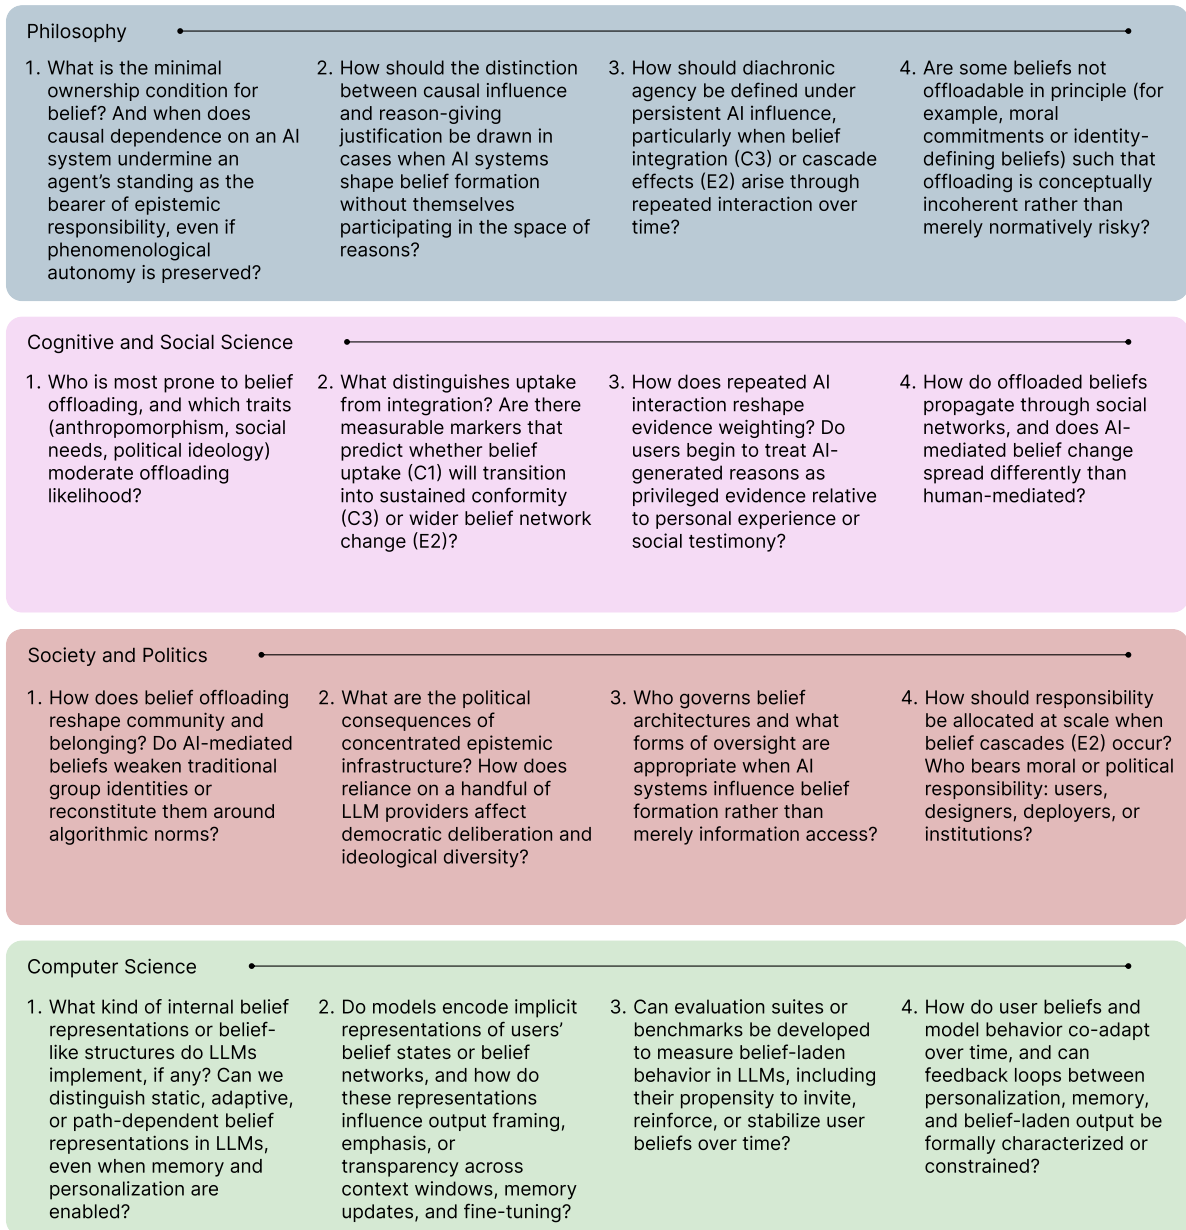 Philosophy
1. What is the minimal
ownership condition for
belief? And when does
causal dependence on an AI
system undermine an
agent's standing as the
bearer of epistemic
responsibility, even if
phenomenological
autonomy is preserved?
2. How should the distinction
between causal influence
and reason-giving
justification be drawn in
cases when AI systems
shape belief formation
without themselves
participating in the space of
reasons?
3. How should diachronic
agency be defined under
persistent AI influence,
particularly when belief
integration (C3) or cascade
effects (E2) arise through
repeated interaction over
time?
4. Are some beliefs not
offloadable in principle (for
example, moral
commitments or identity-
defining beliefs) such that
offloading is conceptually
incoherent rather than
merely normatively risky?
Cognitive and Social Science
1. Who is most prone to belief
offloading, and which traits
(anthropomorphism, social
needs, political ideology)
moderate offloading
likelihood?
2. What distinguishes uptake
from integration? Are there
measurable markers that
predict whether belief
uptake (C1) will transition
into sustained conformity
(C3) or wider belief network
change (E2)?
3. How does repeated AI
interaction reshape
evidence weighting? Do
users begin to treat AI-
generated reasons as
privileged evidence relative
to personal experience or
social testimony?
4. How do offloaded beliefs
propagate through social
networks, and does AI-
mediated belief change
spread differently than
human-mediated?
Society and Politics
1. How does belief offloading
reshape community and
belonging? Do AI-mediated
beliefs weaken traditional
group identities or
reconstitute them around
algorithmic norms?
2. What are the political
consequences of
concentrated epistemic
infrastructure? How does
reliance on a handful of
LLM providers affect
democratic deliberation and
ideological diversity?
3. Who governs belief
architectures and what
forms of oversight are
appropriate when AI
systems influence belief
formation rather than
merely information access?
4. How should responsibility
be allocated at scale when
belief cascades (E2) occur?
Who bears moral or political
responsibility: users,
designers, deployers, or
institutions?
Computer Science
1. What kind of internal belief
representations or belief-
like structures do LLMs
implement, if any? Can we
distinguish static, adaptive,
or path-dependent belief
representations in LLMs,
even when memory and
personalization are
enabled?
2. Do models encode implicit
representations of users'
belief states or belief
networks, and how do
these representations
influence output framing,
emphasis, or
transparency across
context windows, memory
updates, and fine-tuning?
3. Can evaluation suites or
benchmarks be developed
to measure belief-laden
behavior in LLMs, including
their propensity to invite,
reinforce, or stabilize user
beliefs over time?
4. How do user beliefs and
model behavior co-adapt
over time, and can
feedback loops between
personalization, memory,
and belief-laden output be
formally characterized or
constrained?